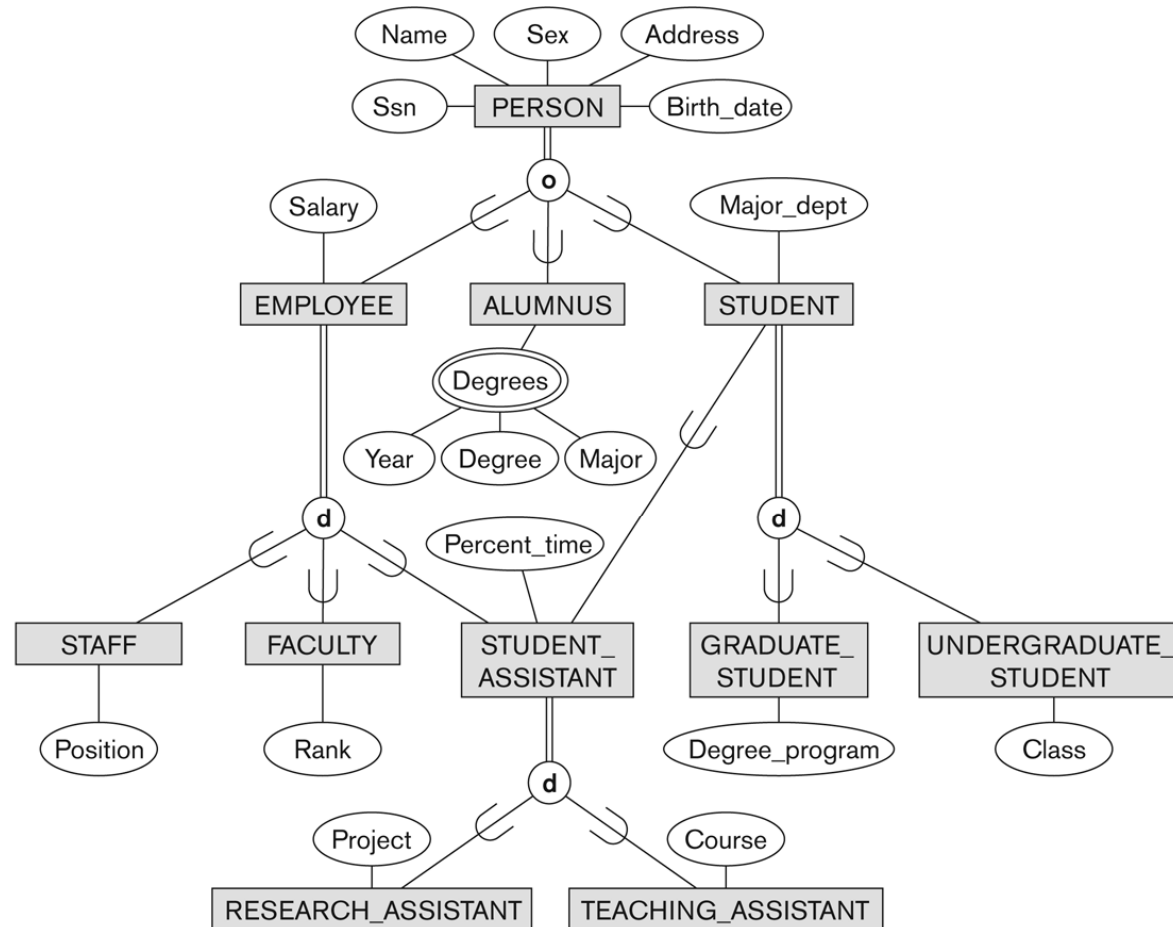 Name
Sex
Address
Ssn
PERSON
Birth_date
o
Salary
Major_dept
EMPLOYEE
ALUMNUS
STUDENT
Degrees
Year
Degree
Major
d
d
Percent_time
STAFF
FACULTY
STUDENT_
ASSISTANT
GRADUATE_
STUDENT
UNDERGRADUATE_
STUDENT
Position
Rank
Degree_program
Class
d
Project
Course
RESEARCH_ASSISTANT
TEACHING_ASSISTANT